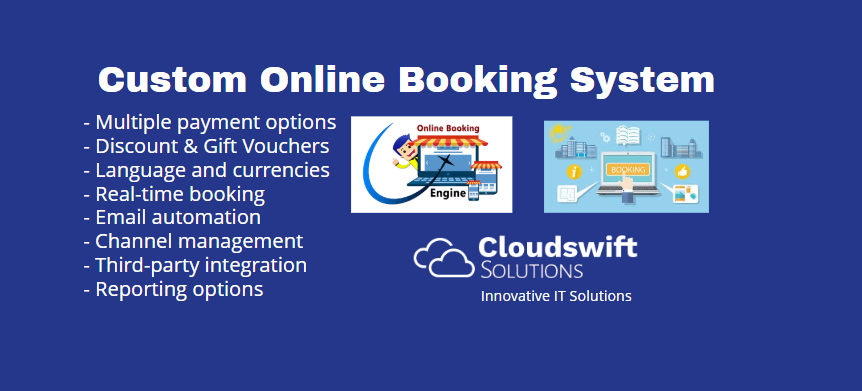 Custom Online Booking System
- Multiple payment options
- Discount & Gift Vouchers
- Language and currencies
- Real-time booking
- Email automation
- Channel management
- Third-party integration
- Reporting options
Online Booking
Engine
BOOKING
Cloudswift
SOLUTIONS
Innovative IT Solutions